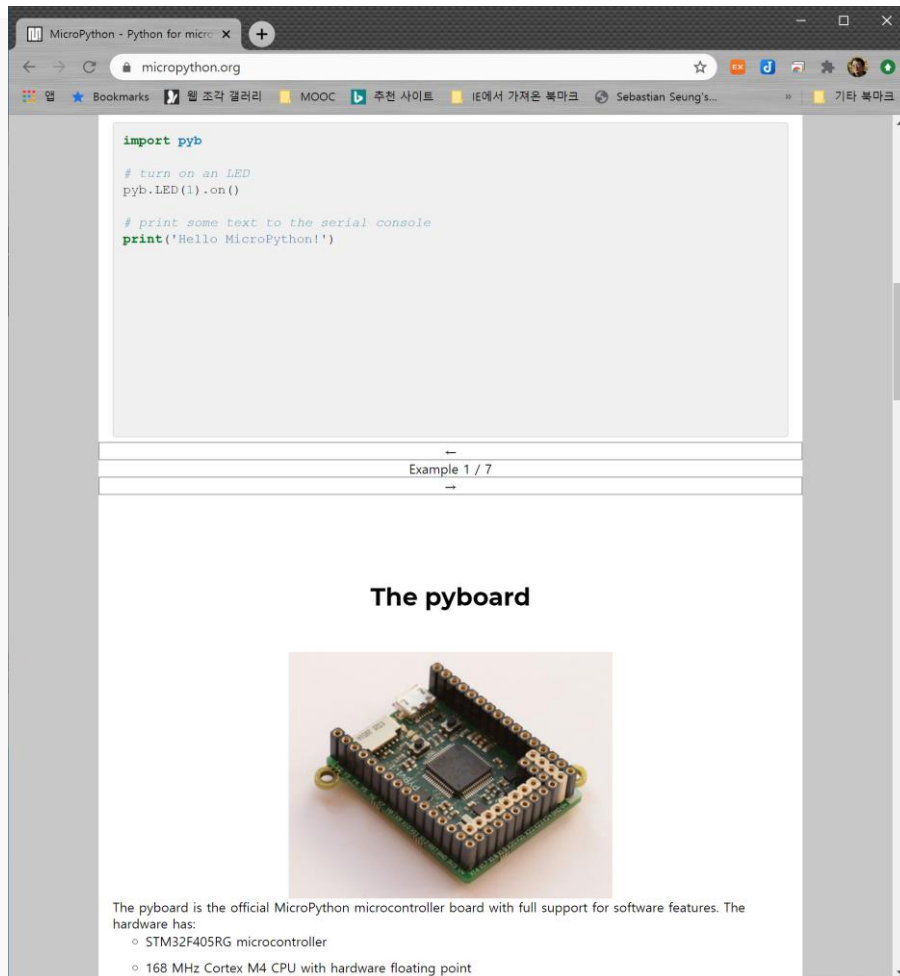 MicroPython - Python for micro
micropython.org
앱 Bookmarks 웹 조각 갤러리 MOOC 추천 사이트 IE에서 가져온 북마크 Sebastian Seung's... » 기타 북마크
import pyb
# turn on an LED
pyb.LED(1).on()
# print some text to the serial console
print('Hello MicroPython!')
←
Example 1 / 7
→
The pyboard
The pyboard is the official MicroPython microcontroller board with full support for software features. The
hardware has:
◦ STM32F405RG microcontroller
◦ 168 MHz Cortex M4 CPU with hardware floating point